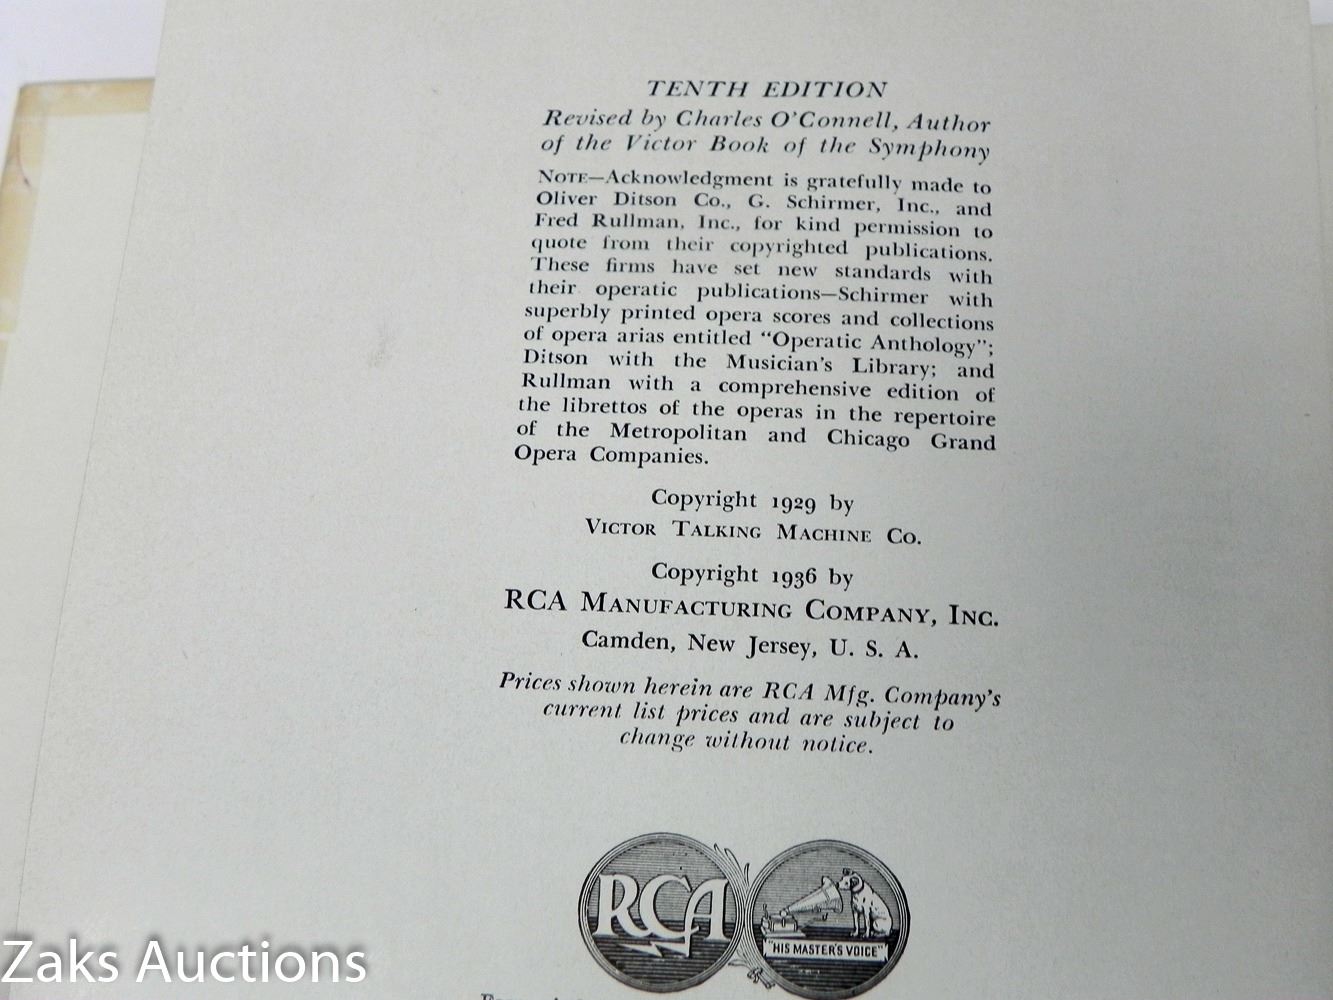 TENTH EDITION
Revised by Charles O'Connell, Author
of the Victor Book of the Symphony
NOTE—Acknowledgment is gratefully made to
Oliver Ditson Co., G. Schirmer, Inc., and
Fred Rullman, Inc., for kind permission to
quote from their copyrighted publications.
These firms have set new standards with
their operatic publications—Schirmer with
superbly printed opera scores and collections
of opera arias entitled "Operatic Anthology";
Ditson with the Musician's Library; and
Rullman with a comprehensive edition of
the librettos of the operas in the repertoire
of the Metropolitan and Chicago Grand
Opera Companies.
Copyright 1929 by
VICTOR TALKING MACHINE CO.
Copyright 1936 by
RCA MANUFACTURING COMPANY, INC.
Camden, New Jersey, U. S. A.
Prices shown herein are RCA Mfg. Company's
current list prices and are subject to
change without notice.
RCA
"HIS MASTER'S VOICE"
Zaks Auctions